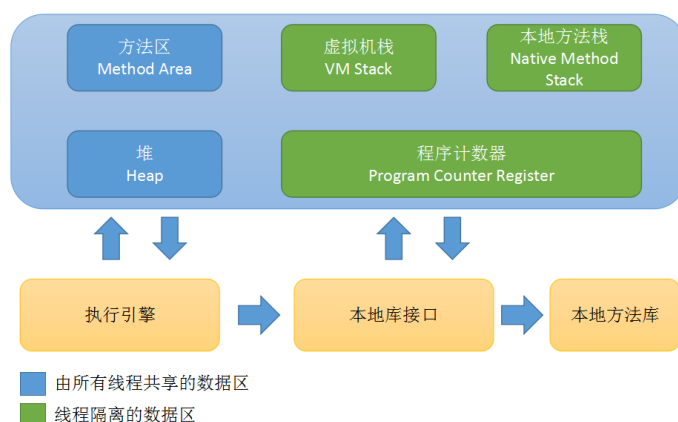 方法区
Method Area
虚拟机栈
VM Stack
本地方法栈
Native Method
Stack
堆
Heap
程序计数器
Program Counter Register
执行引擎
本地库接口
本地方法库
由所有线程共享的数据区
线程隔离的数据区